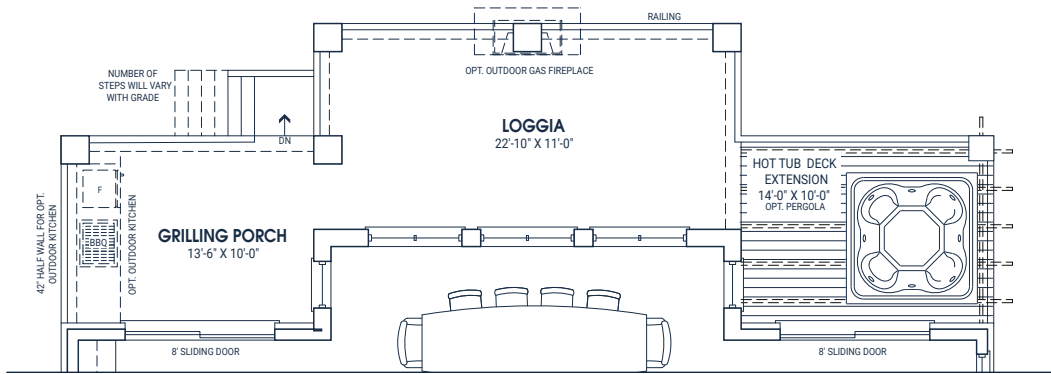 RAILING
NUMBER OF
STEPS WILL VARY
WITH GRADE
OPT. OUTDOOR GAS FIREPLACE
LOGGIA
22'-10" X 11'-0"
DN
HOT TUB DECK
EXTENSION
14'-0" X 10'-0"
OPT. PERGOLA
F
BBQ
42" HALF WALL FOR OPT.
OUTDOOR KITCHEN
OPT. OUTDOOR KITCHEN
GRILLING PORCH
13'-6" X 10'-0"
8' SLIDING DOOR
8' SLIDING DOOR